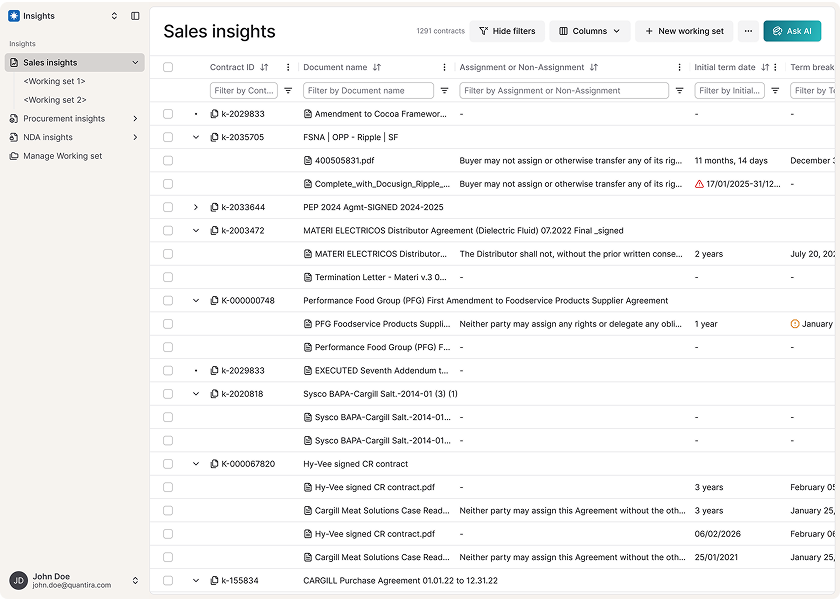 Insights
Insights
Sales insights
<Working set 1>
<Working set 2>
Procurement insights
NDA insights
Manage Working set
JD
John Doe
john.doe@quantira.com
Sales insights
1291 contracts
Hide filters
Columns
New working set
Ask AI
Contract ID Document name Assignment or Non-Assignment Initial term date Term break
Filter by Cont... Filter by Document name Filter by Assignment or Non-Assignment Filter by Initial... Filter by Te
k-2029833 Amendment to Cocoa Framewor... - - -
k-2035705 FSNA | OPP - Ripple | SF
400505831.pdf Buyer may not assign or otherwise transfer any of its rig... 11 months, 14 days December 3
Complete_with_Docusign_Ripple_... Buyer may not assign or otherwise transfer any of its rig... 17/01/2025-31/12... -
k-2033644 PEP 2024 Agmt-SIGNED 2024-2025
k-2003472 MATERI ELECTRICOS Distributor Agreement (Dielectric Fluid) 07.2022 Final _signed
MATERI ELECTRICOS Distributor... The Distributor shall not, without the prior written conse... 2 years July 20, 202
Termination Letter - Materi v.3 0... - - -
K-000000748 Performance Food Group (PFG) First Amendment to Foodservice Products Supplier Agreement
PFG Foodservice Products Suppli... Neither party may assign any rights or delegate any obli... 1 year January
Performance Food Group (PFG) F... - - -
k-2029833 EXECUTED Seventh Addendum t... -
k-2020818 Sysco BAPA-Cargill Salt.-2014-01 (3) (1)
Sysco BAPA-Cargill Salt.-2014-01... - - -
Sysco BAPA-Cargill Salt.-2014-01... - - -
K-000067820 Hy-Vee signed CR contract
Hy-Vee signed CR contract.pdf - 3 years February 05
Cargill Meat Solutions Case Read... Neither party may assign this Agreement without the oth... 3 years January 25,
Hy-Vee signed CR contract.pdf - 06/02/2026 February 06
Cargill Meat Solutions Case Read... Neither party may assign this Agreement without the oth... 25/01/2021 January 25,
k-155834 CARGILL Purchase Agreement 01.01.22 to 12.31.22